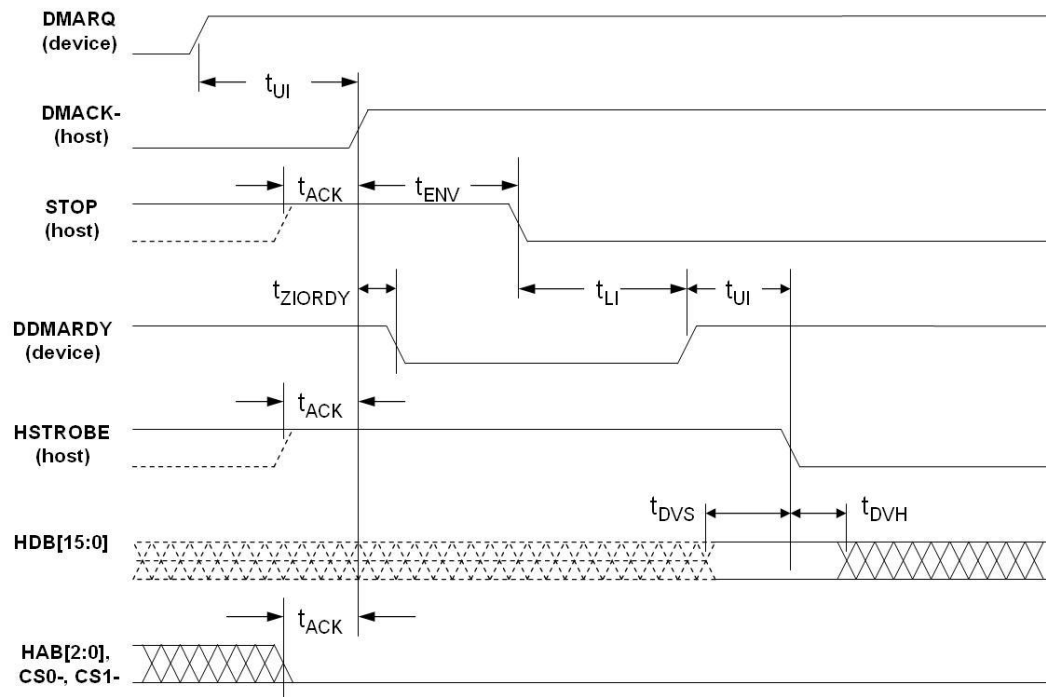 DMARQ
(device)
tUI
DMACK-
(host)
tACK
tENV
STOP
(host)
tZIORDY
tLI
tUI
DDMARDY
(device)
tACK
HSTROBE
(host)
tDVS
tDVH
HDB[15:0]
tACK
HAB[2:0],
CS0-, CS1-